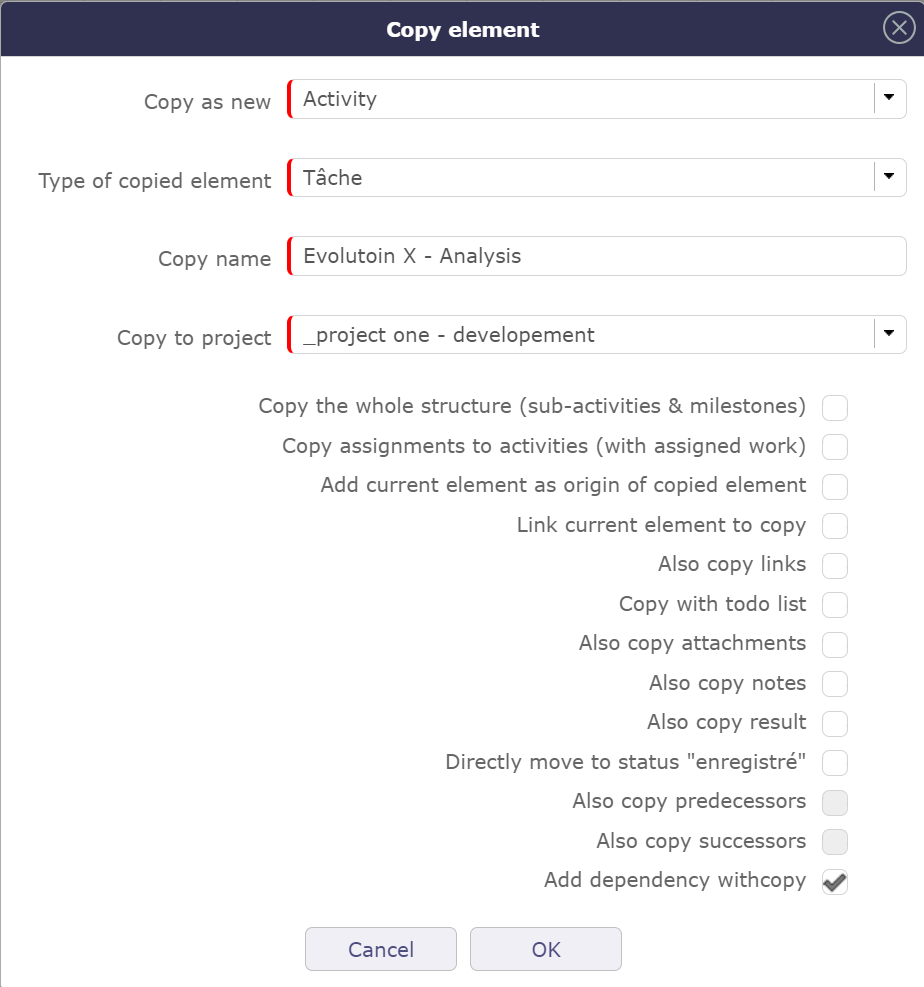 Copy element
Copy as new Activity
Type of copied element Tâche
Copy name Evolutoin X - Analysis
Copy to project _project one - developement
Copy the whole structure (sub-activities & milestones)
Copy assignments to activities (with assigned work)
Add current element as origin of copied element
Link current element to copy
Also copy links
Copy with todo list
Also copy attachments
Also copy notes
Also copy result
Directly move to status "enregistré"
Also copy predecessors
Also copy successors
Add dependency withcopy
Cancel OK